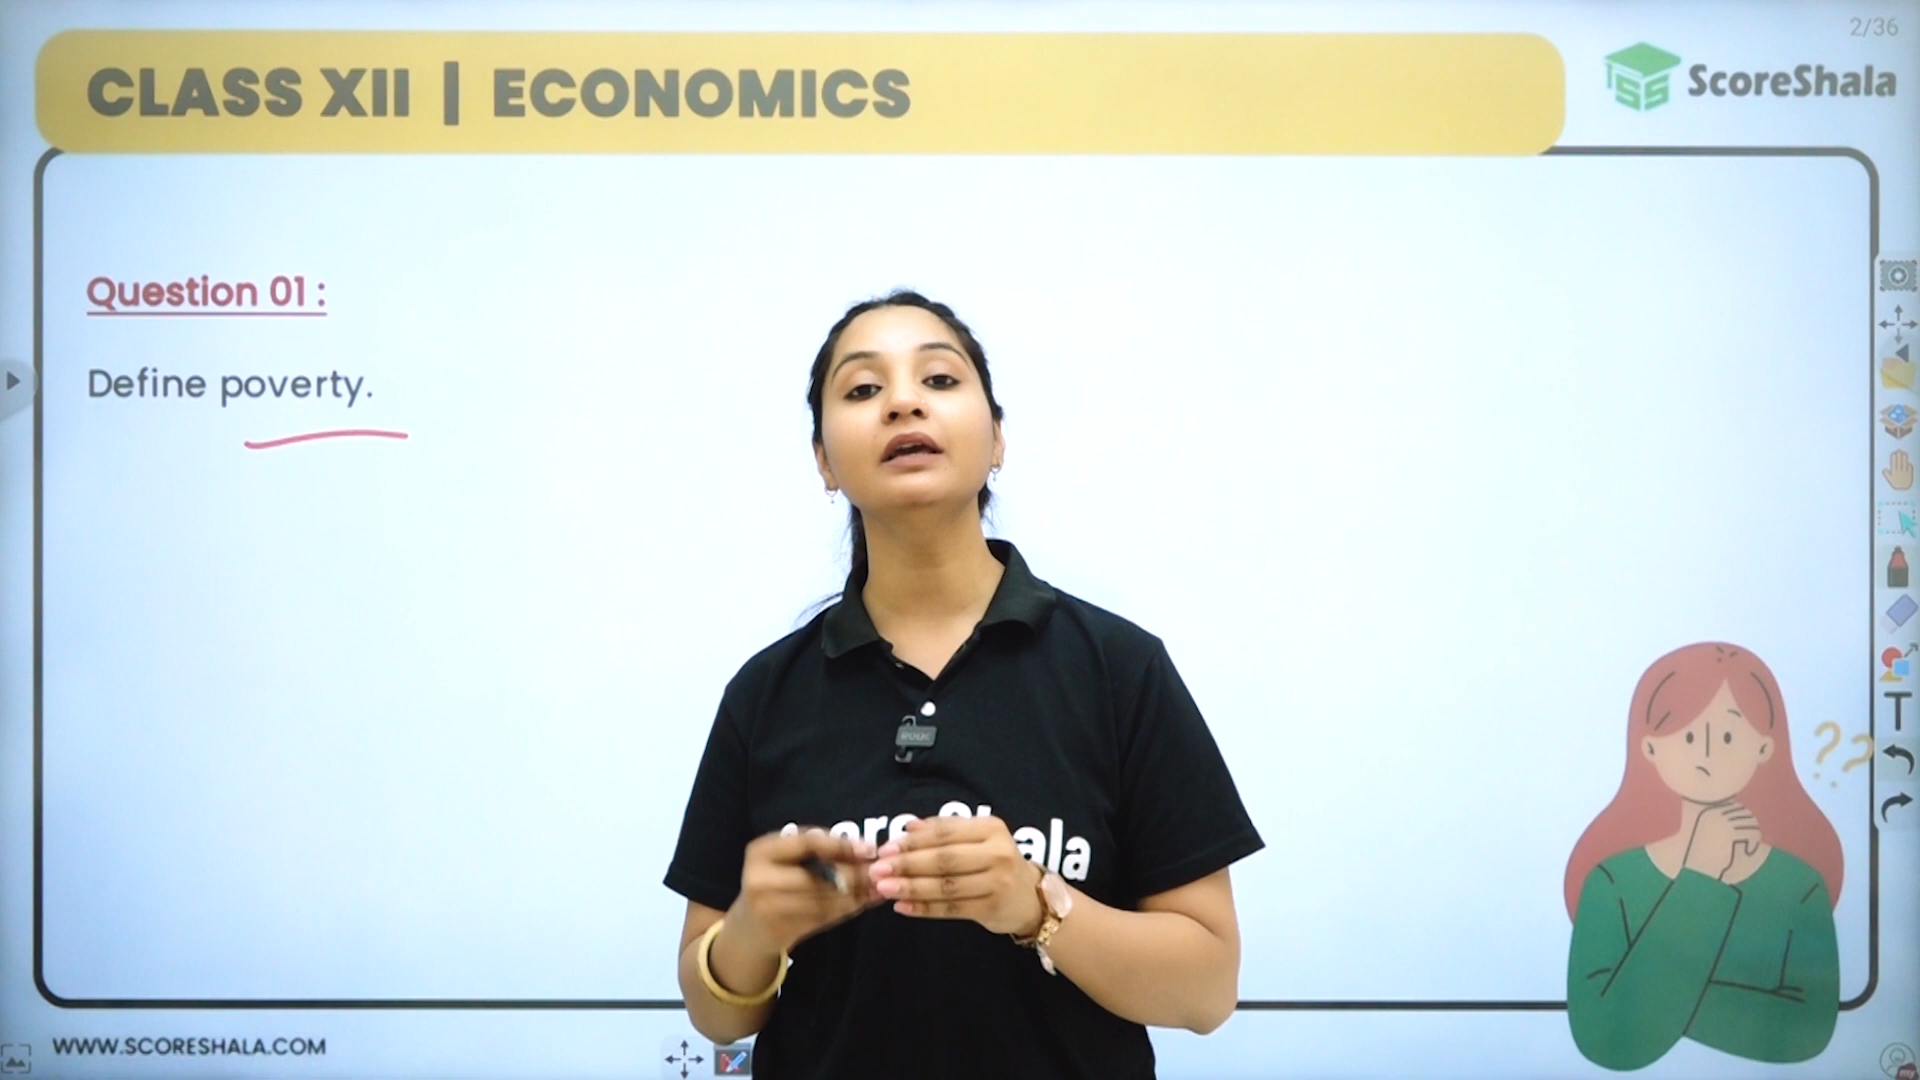 2/36
CLASS XII | ECONOMICS
ScoreShala
Question 01 :
Define poverty.
??
WWW.SCORESHALA.COM